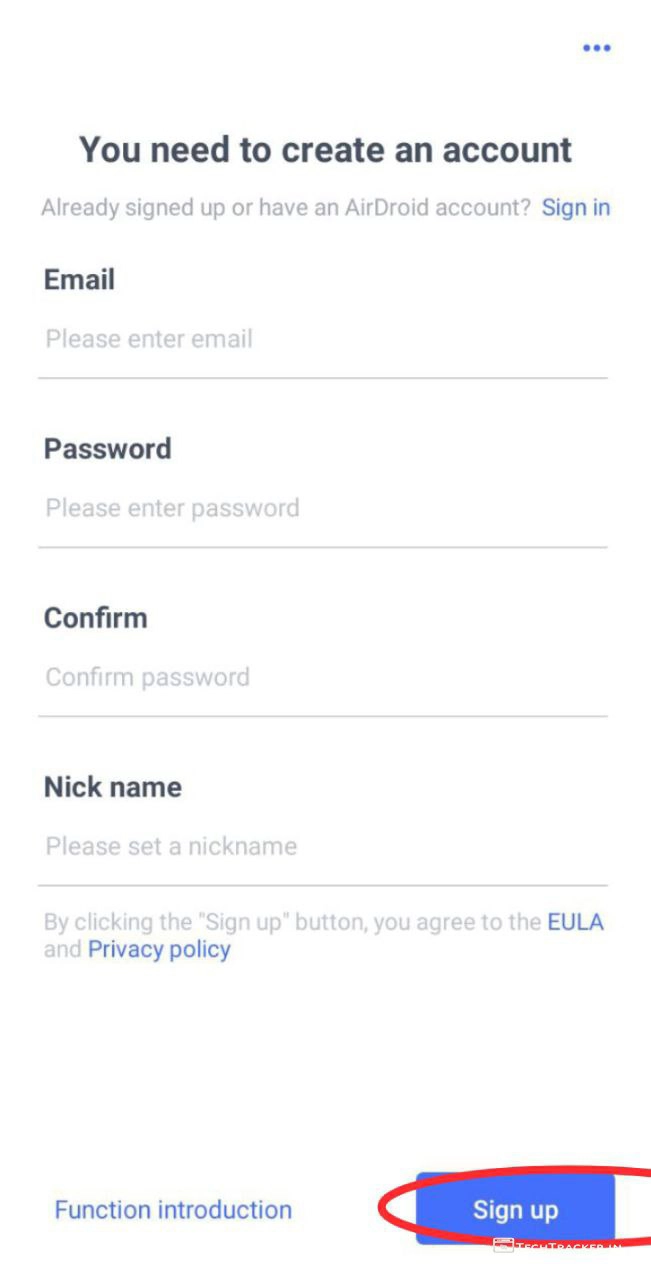 You need to create an account
Already signed up or have an AirDroid account? Sign in
Email
Please enter email
Password
Please enter password
Confirm
Confirm password
Nick name
Please set a nickname
By clicking the "Sign up" button, you agree to the EULA
and Privacy policy
Function introduction
Sign up
TECHTRACKER.IN